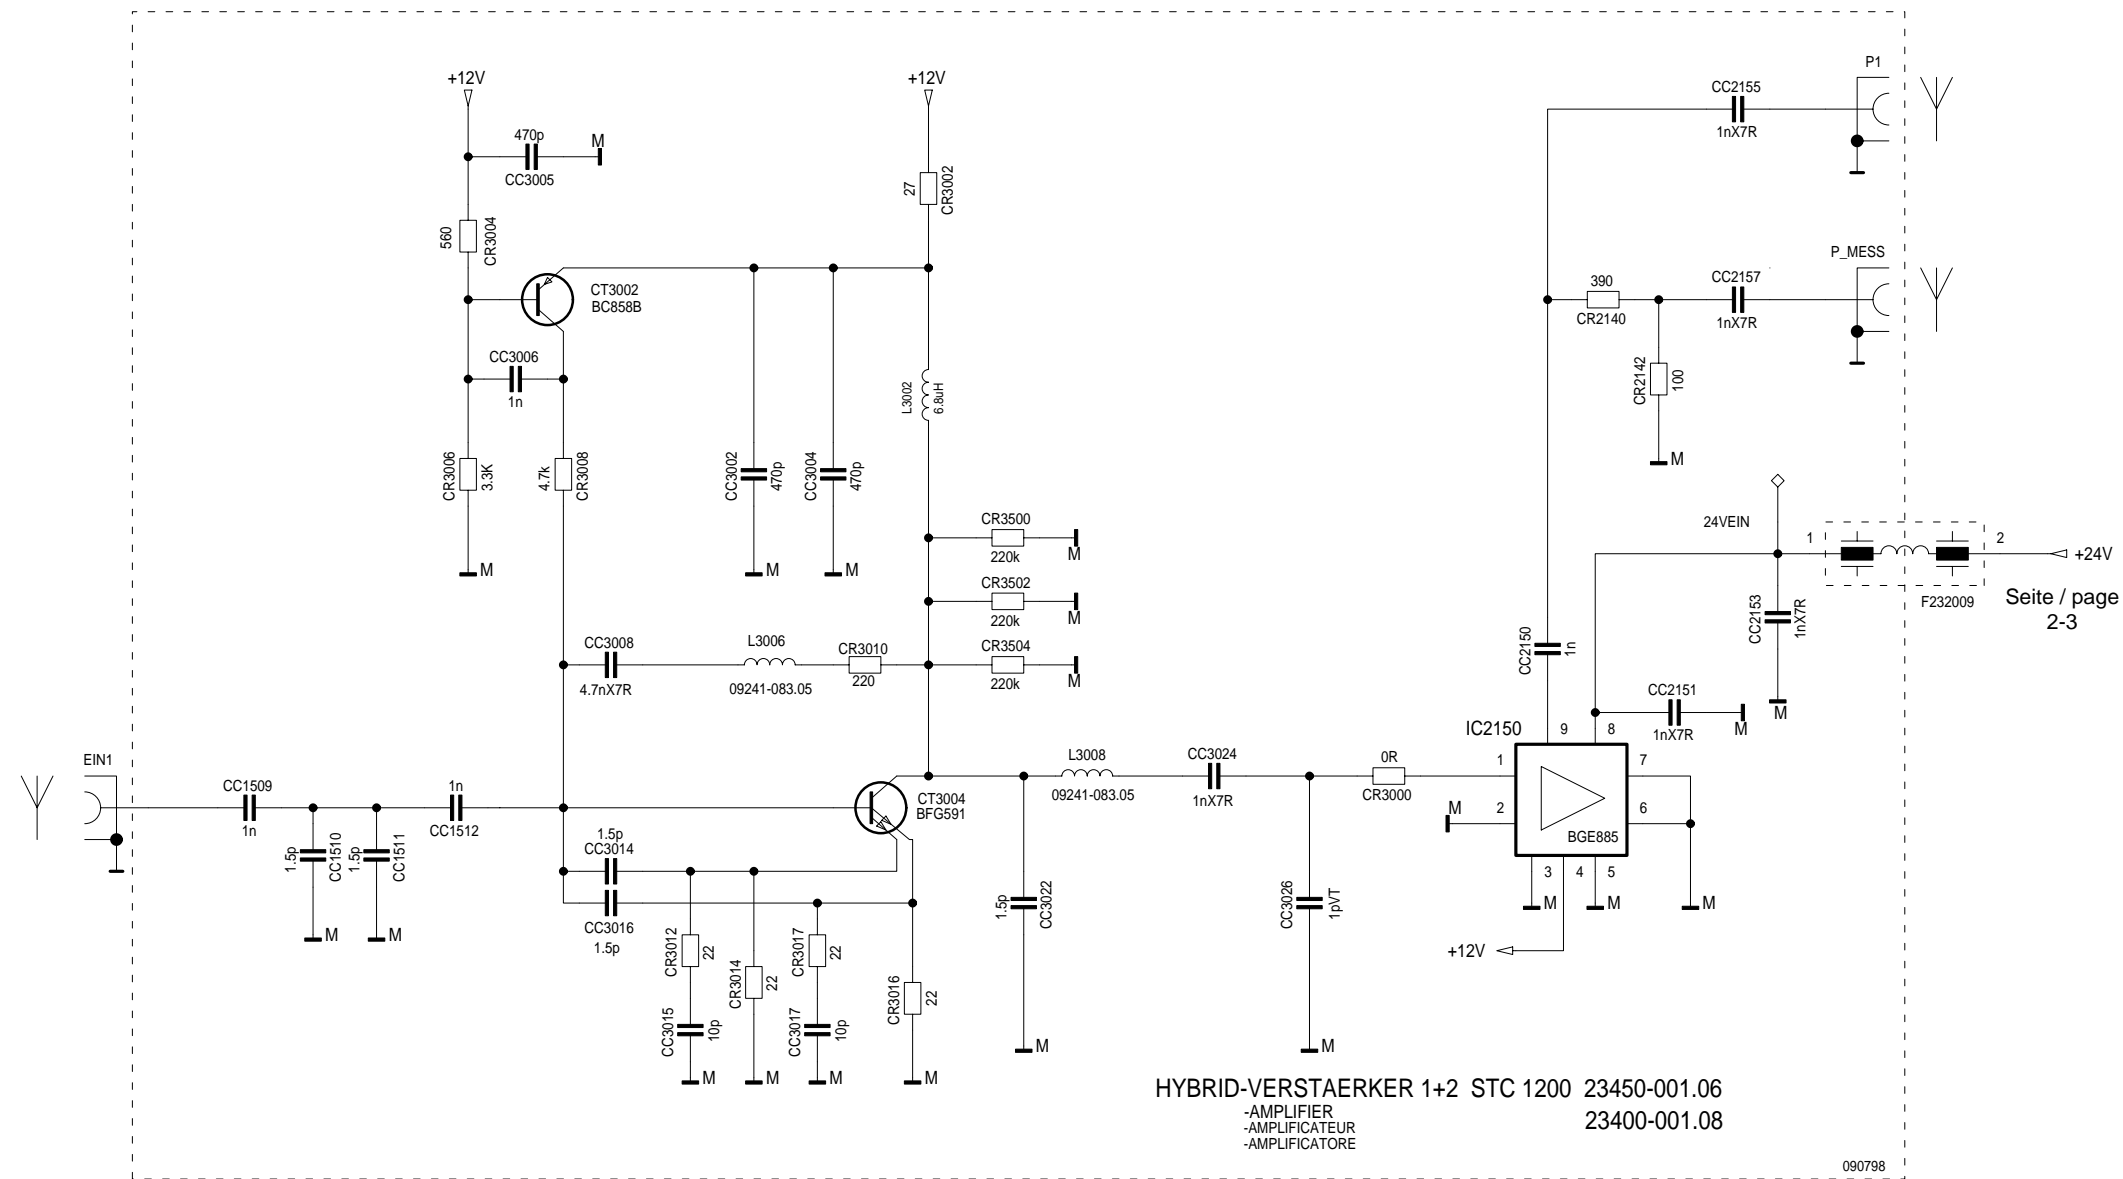 P1
+12V
+12V
CC2155
1nX7R
470p
M
CC3005
27
CR3002
560
CR3004
P_MESS
CT3002
BC858B
390
CR2140
CC2157
1nX7R
CC3006
1n
CR2142
100
M
L3002
6.8uH
CR3006
3.3K
4.7k
CR3008
CC3002
470p
CC3004
470p
M
M
M
CR3500
220k
M
CR3502
220k
M
CR3504
220k
M
24VEIN
1
2
+24V
F232009
Seite / page
2-3
CC2153
1nX7R
M
CC2150
1n
CC3008
4.7nX7R
L3006
09241-083.05
CR3010
220
CC2151
1nX7R
M
IC2150
9
8
1
7
2
6
M
BGE885
3
4
5
M
M
M
+12V
EIN1
CC1509
1n
1n
CC1512
1.5p
CC1510
1.5p
CC1511
M
M
CT3004
BFG591
L3008
09241-083.05
CC3024
1nX7R
0R
CR3000
1.5p
CC3014
CC3016
1.5p
CR3012
22
CR3014
22
CR3017
22
CR3016
22
CC3015
10p
CC3017
10p
M
M
M
M
1.5p
CC3022
M
CC3026
1pVT
M
HYBRID-VERSTAERKER 1+2 STC 1200 23450-001.06
-AMPLIFIER
23400-001.08
-AMPLIFICATEUR
-AMPLIFICATORE
090798